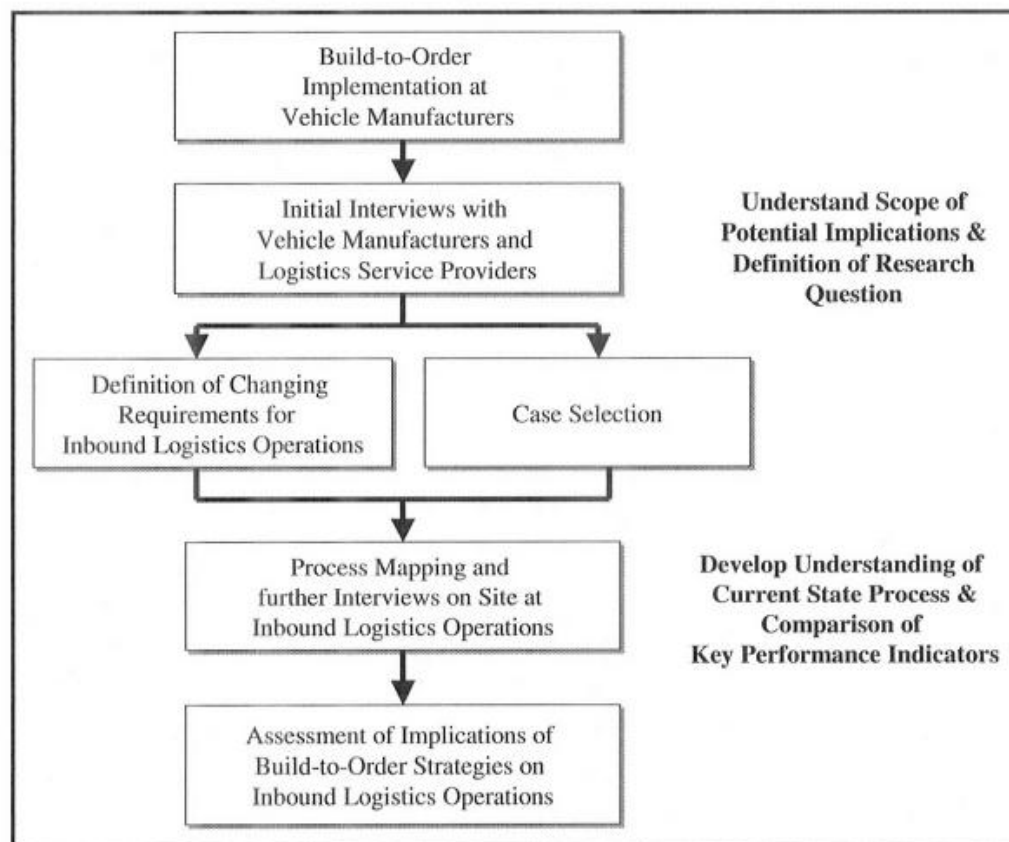 Build-to-Order
Implementation at
Vehicle Manufacturers
Initial Interviews with
Vehicle Manufacturers and
Logistics Service Providers
Understand Scope of
Potential Implications &
Definition of Research
Question
Definition of Changing
Requirements for
Inbound Logistics Operations
Case Selection
Process Mapping and
further Interviews on Site at
Inbound Logistics Operations
Develop Understanding of
Current State Process &
Comparison of
Key Performance Indicators
Assessment of Implications of
Build-to-Order Strategies on
Inbound Logistics Operations